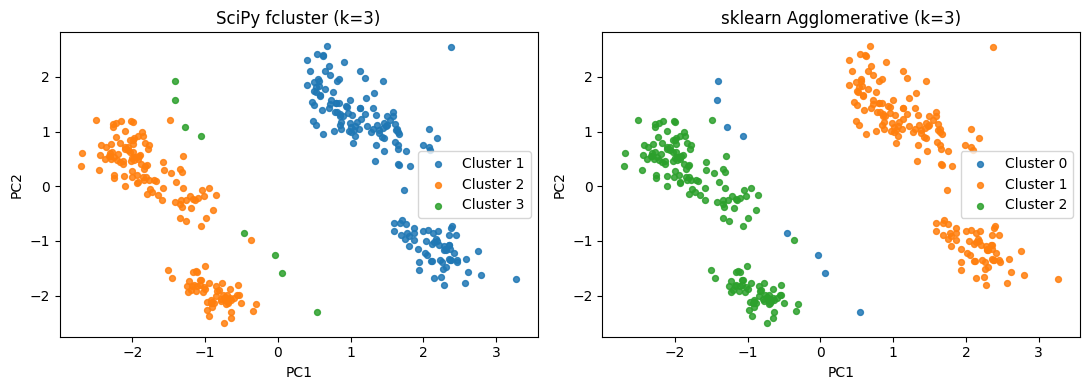 SciPy fcluster (k=3)
PC2
2
1
0
−1
−2
Cluster 1
Cluster 2
Cluster 3
−2
−1
0
1
2
3
PC1
sklearn Agglomerative (k=3)
PC2
2
1
0
−1
−2
Cluster 0
Cluster 1
Cluster 2
−2
−1
0
1
2
3
PC1